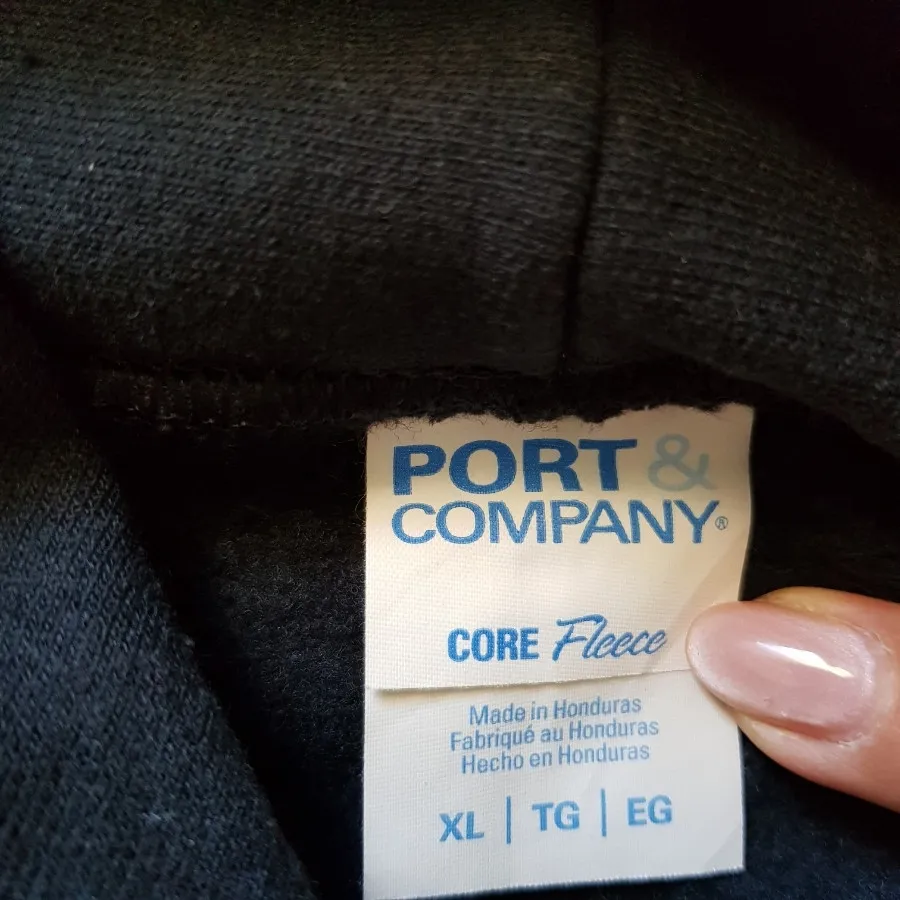 PORT &
COMPANY®
CORE Fleece
Made in Honduras
Fabriqué au Honduras
Hecho en Honduras
XL | TG | EG